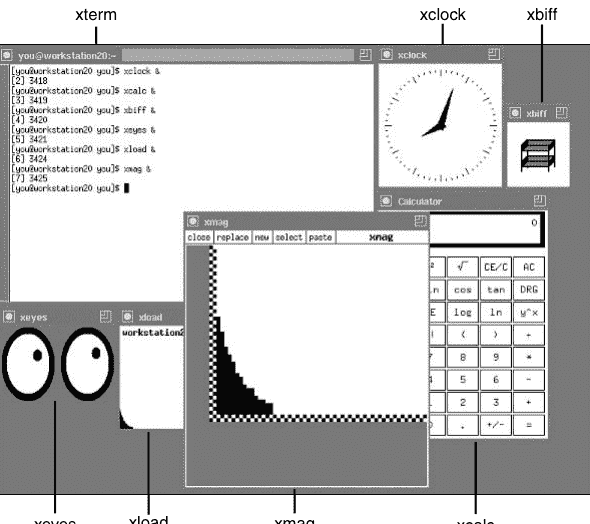 xterm
xclock
xbiff
you@workstation20:~
xclock
[you@workstation20 you]$ xclock &
[2] 3418
[you@workstation20 you]$ xcalc &
[3] 3419
[you@workstation20 you]$ xbiff &
[4] 3420
[you@workstation20 you]$ xeyes &
[5] 3421
[you@workstation20 you]$ xload &
[6] 3424
[you@workstation20 you]$ xmag &
[7] 3425
[you@workstation20 you]$
xbiff
Calculator
0
xmag
close replace new select paste xmag
√ CE/C AC
cos tan DRG
log ln y^x
( ) ÷
8 9 *
5 6 -
2 3 +
. +/- =
xeyes
xload
workstation2
xeyes
xload
xmag
xcalc